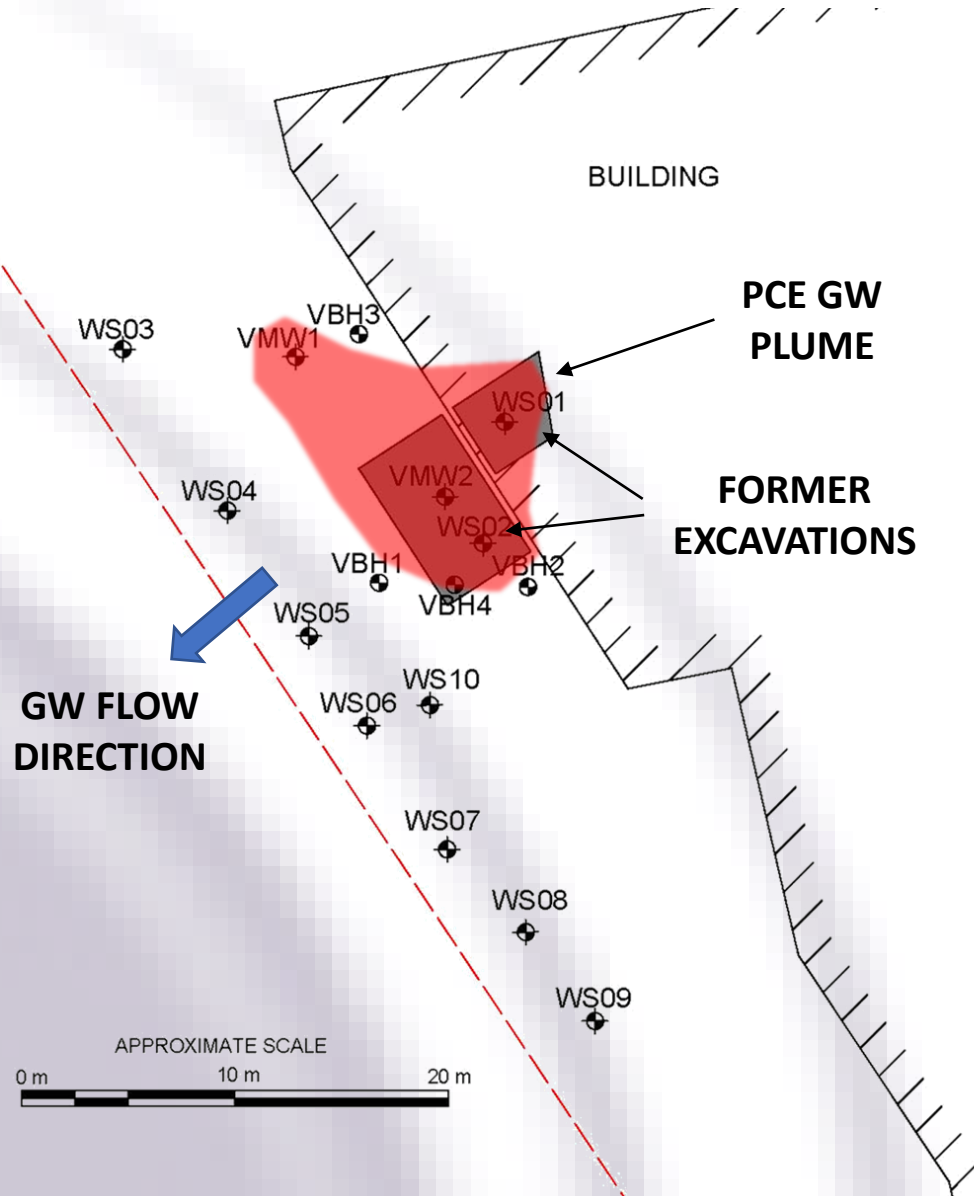 BUILDING
PCE GW
PLUME
VBH3
WS03
VMW1
WS01
VMW2
WS04
FORMER
EXCAVATIONS
WS02
VBH1
VBH2
VBH4
WS05
WS10
WS06
GW FLOW
DIRECTION
WS07
WS08
WS09
APPROXIMATE SCALE
0 m 10 m 20 m